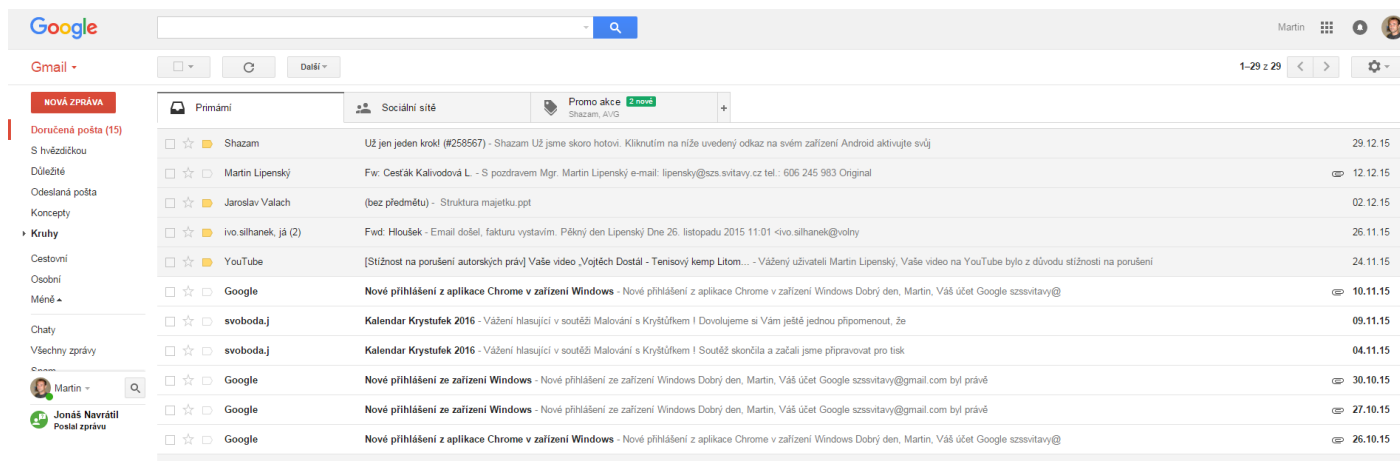 Google
Martin
Gmail
Další
1–29 z 29
NOVÁ ZPRÁVA
Primární
Sociální sítě
Promo akce 2 nové
Shazam, AVG
Doručená pošta (15)
S hvězdičkou
Důležité
Odeslaná pošta
Koncepty
Kruhy
Cestovní
Osobní
Méně
Chaty
Všechny zprávy
Spam
Martin
Jonáš Navrátil
Poslal zprávu
Shazam Už jen jeden krok! (#258567) - Shazam Už jsme skoro hotovi. Kliknutím na níže uvedený odkaz na svém zařízení Android aktivujte svůj 29.12.15
Martin Lipenský Fw: Cesťák Kalivodová L. - S pozdravem Mgr. Martin Lipenský e-mail: lipensky@szs.svitavy.cz tel.: 606 245 983 Original 12.12.15
Jaroslav Valach (bez předmětu) - Struktura majetku.ppt 02.12.15
ivo.silhanek, já (2) Fwd: Hloušek - Email došel, fakturu vystavím. Pěkný den Lipenský Dne 26. listopadu 2015 11:01 <ivo.silhanek@volny 26.11.15
YouTube [Stížnost na porušení autorských práv] Vaše video „Vojtěch Dostál - Tenisový kemp Litom... - Vážený uživateli Martin Lipenský, Vaše video na YouTube bylo z důvodu stížnosti na porušení 24.11.15
Google Nové přihlášení z aplikace Chrome v zařízení Windows - Nové přihlášení z aplikace Chrome v zařízení Windows Dobrý den, Martin, Váš účet Google szssvitavy@ 10.11.15
svoboda.j Kalendar Krystufek 2016 - Vážení hlasující v soutěži Malování s Kryštůfkem ! Dovolujeme si Vám ještě jednou připomenout, že 09.11.15
svoboda.j Kalendar Krystufek 2016 - Vážení hlasující v soutěži Malování s Kryštůfkem ! Soutěž skončila a začali jsme připravovat pro tisk 04.11.15
Google Nové přihlášení ze zařízení Windows - Nové přihlášení ze zařízení Windows Dobrý den, Martin, Váš účet Google szssvitavy@gmail.com byl právě 30.10.15
Google Nové přihlášení ze zařízení Windows - Nové přihlášení ze zařízení Windows Dobrý den, Martin, Váš účet Google szssvitavy@gmail.com byl právě 27.10.15
Google Nové přihlášení z aplikace Chrome v zařízení Windows - Nové přihlášení z aplikace Chrome v zařízení Windows Dobrý den, Martin, Váš účet Google szssvitavy@ 26.10.15